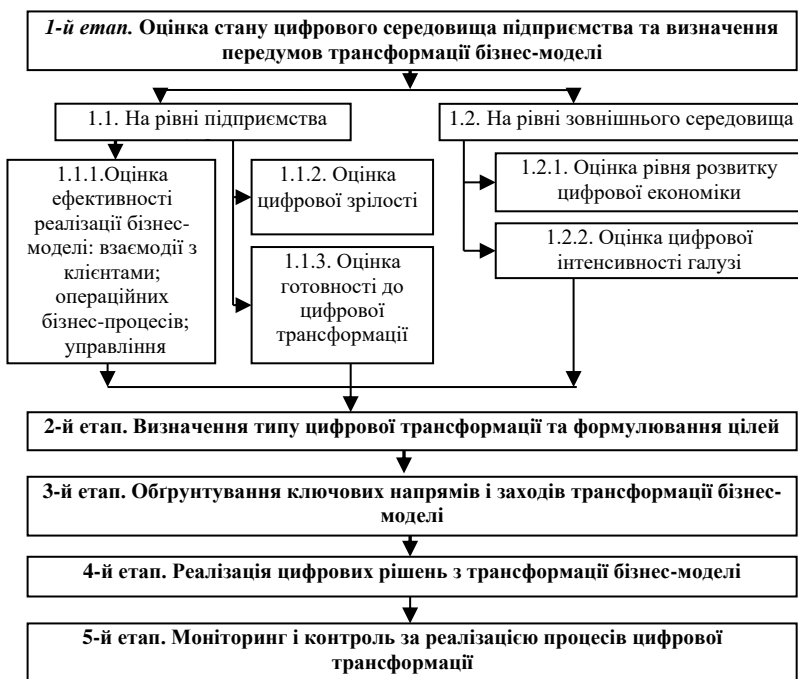 1-й етап. Оцінка стану цифрового середовища підприємства та визначення
передумов трансформації бізнес-моделі
1.1. На рівні підприємства
1.2. На рівні зовнішнього середовища
1.1.1.Оцінка
ефективності
реалізації бізнес-
моделі: взаємодії з
клієнтами;
операційних
бізнес-процесів;
управління
1.1.2. Оцінка
цифрової зрілості
1.1.3. Оцінка
готовності до
цифрової
трансформації
1.2.1. Оцінка рівня розвитку
цифрової економіки
1.2.2. Оцінка цифрової
інтенсивності галузі
2-й етап. Визначення типу цифрової трансформації та формулювання цілей
3-й етап. Обґрунтування ключових напрямів і заходів трансформації бізнес-
моделі
4-й етап. Реалізація цифрових рішень з трансформації бізнес-моделі
5-й етап. Моніторинг і контроль за реалізацією процесів цифрової
трансформації